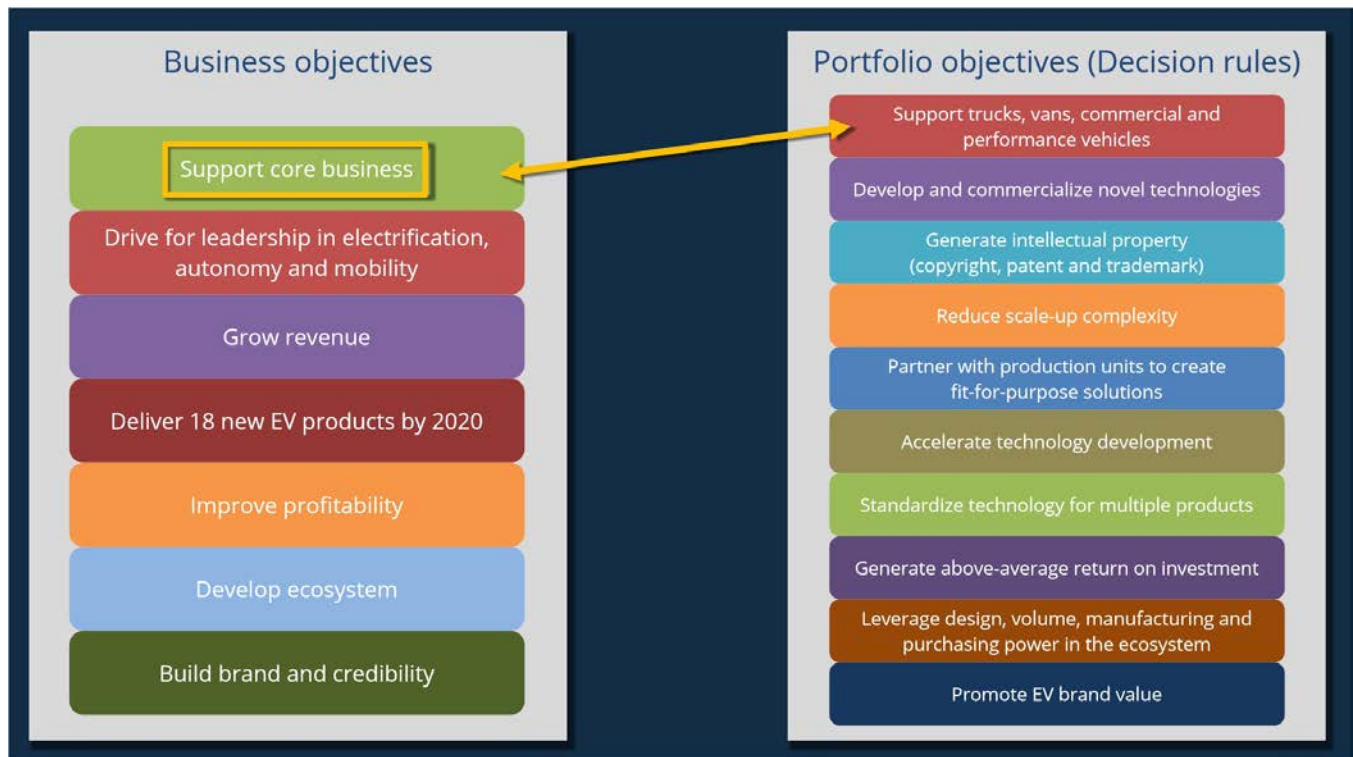 Business objectives
Support core business
Drive for leadership in electrification,
autonomy and mobility
Grow revenue
Deliver 18 new EV products by 2020
Improve profitability
Develop ecosystem
Build brand and credibility
Portfolio objectives (Decision rules)
Support trucks, vans, commercial and
performance vehicles
Develop and commercialize novel technologies
Generate intellectual property
(copyright, patent and trademark)
Reduce scale-up complexity
Partner with production units to create
fit-for-purpose solutions
Accelerate technology development
Standardize technology for multiple products
Generate above-average return on investment
Leverage design, volume, manufacturing and
purchasing power in the ecosystem
Promote EV brand value